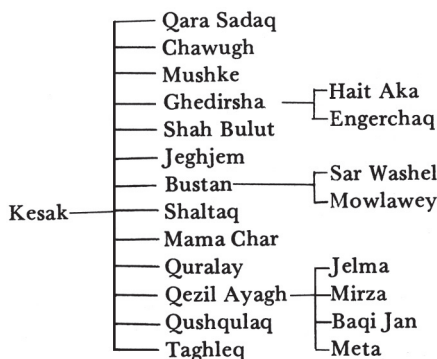 Qara Sadaq
Chawugh
Mushke
Ghedirsha
Hait Aka
Engerchaq
Shah Bulut
Jeghjem
Bustan
Sar Washel
Mowlawey
Kesak
Shaltaq
Mama Char
Quralay
Qezil Ayagh
Jelma
Mirza
Baqi Jan
Meta
Qushqulaq
Taghleq